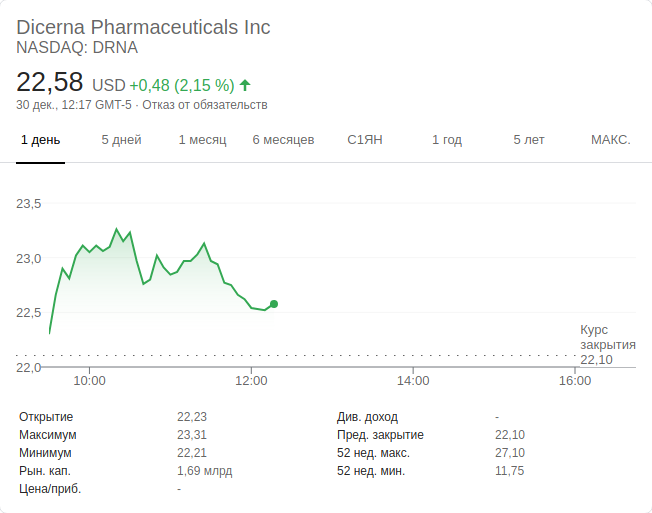 Dicerna Pharmaceuticals Inc
NASDAQ: DRNA
22,58 USD +0,48 (2,15 %)
30 дек., 12:17 GMT-5 · Отказ от обязательств
1 день 5 дней 1 месяц 6 месяцев С1ЯН 1 год 5 лет МАКС.
23,5
23,0
22,5
22,0
Курс
закрытия
22,10
10:00 12:00 14:00 16:00
Открытие 22,23 Див. доход -
Максимум 23,31 Пред. закрытие 22,10
Минимум 22,21 52 нед. макс. 27,10
Рын. кап. 1,69 млрд 52 нед. мин. 11,75
Цена/приб. -